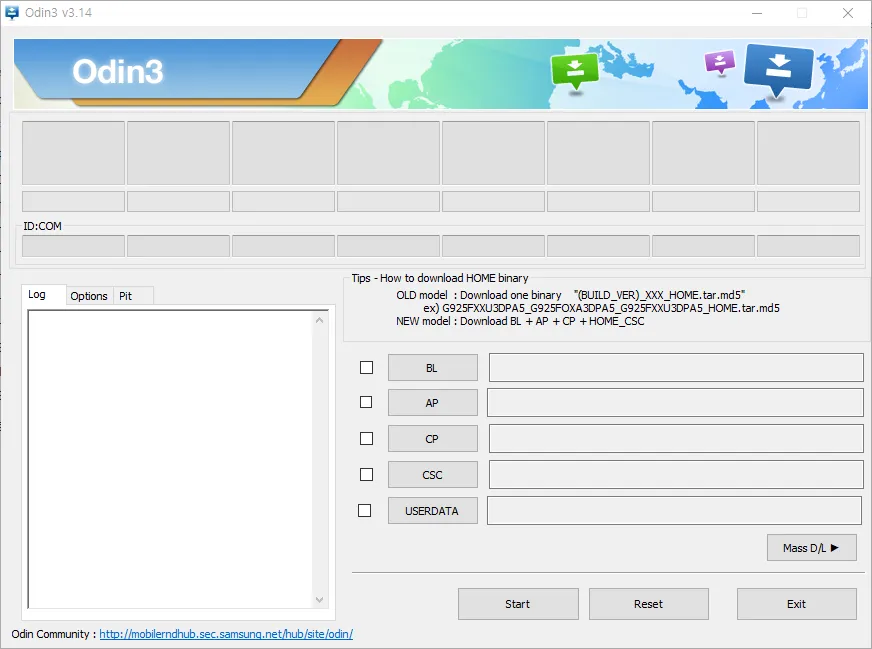 Odin3 v3.14
Odin3
ID:COM
Log
Options
Pit
Tips - How to download HOME binary
OLD model : Download one binary "(BUILD_VER)_XXX_HOME.tar.md5"
ex) G925FXXU3DPA5_G925FOXA3DPA5_G925FXXU3DPA5_HOME.tar.md5
NEW model : Download BL + AP + CP + HOME_CSC
BL
AP
CP
CSC
USERDATA
Mass D/L ►
Start
Reset
Exit
Odin Community : http://mobilerndhub.sec.samsung.net/hub/site/odin/